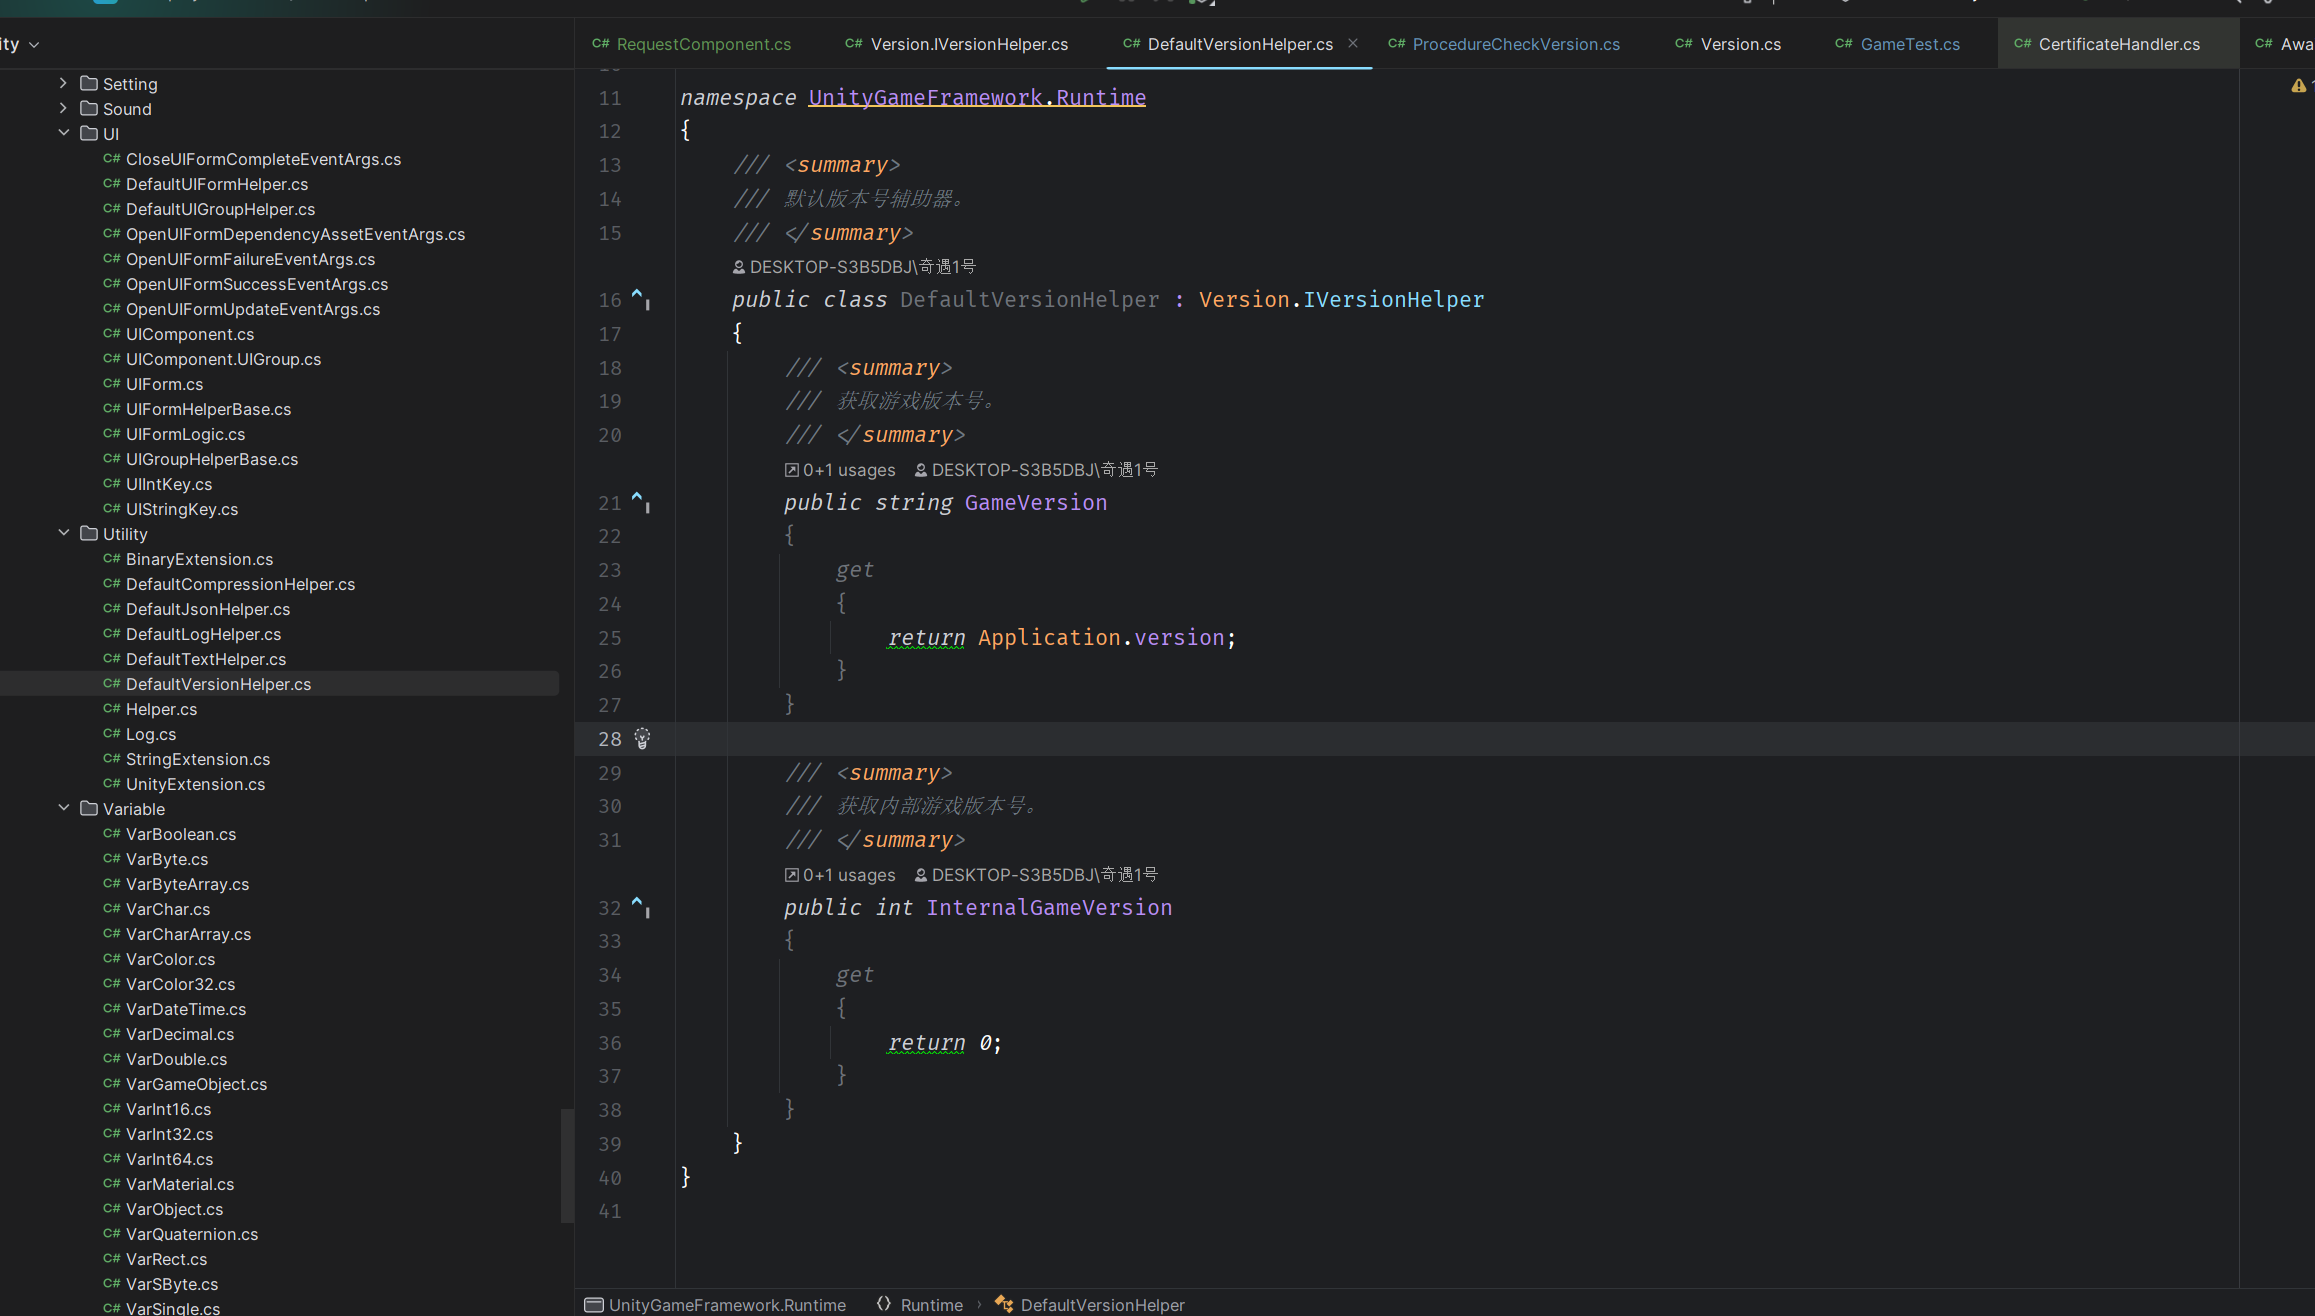 ity
RequestComponent.cs
Version.IVersionHelper.cs
DefaultVersionHelper.cs
ProcedureCheckVersion.cs
Version.cs
GameTest.cs
CertificateHandler.cs
Setting
Sound
UI
C# CloseUIFormCompleteEventArgs.cs
C# DefaultUIFormHelper.cs
C# DefaultUIGroupHelper.cs
C# OpenUIFormDependencyAssetEventArgs.cs
C# OpenUIFormFailureEventArgs.cs
C# OpenUIFormSuccessEventArgs.cs
C# OpenUIFormUpdateEventArgs.cs
C# UIComponent.cs
C# UIComponent.UIGroup.cs
C# UIForm.cs
C# UIFormHelperBase.cs
C# UIFormLogic.cs
C# UIGroupHelperBase.cs
C# UIIntKey.cs
C# UIStringKey.cs
Utility
C# BinaryExtension.cs
C# DefaultCompressionHelper.cs
C# DefaultJsonHelper.cs
C# DefaultLogHelper.cs
C# DefaultTextHelper.cs
C# DefaultVersionHelper.cs
C# Helper.cs
C# Log.cs
C# StringExtension.cs
C# UnityExtension.cs
Variable
C# VarBoolean.cs
C# VarByte.cs
C# VarByteArray.cs
C# VarChar.cs
C# VarCharArray.cs
C# VarColor.cs
C# VarColor32.cs
C# VarDateTime.cs
C# VarDecimal.cs
C# VarDouble.cs
C# VarGameObject.cs
C# VarInt16.cs
C# VarInt32.cs
C# VarInt64.cs
C# VarMaterial.cs
C# VarObject.cs
C# VarQuaternion.cs
C# VarRect.cs
C# VarSByte.cs
C# VarSingle.cs
11 namespace UnityGameFramework.Runtime
12 {
13 /// <summary>
14 /// 默认版本号辅助器。
15 /// </summary>
DESKTOP-S3B5DBJ\奇遇1号
16 public class DefaultVersionHelper : Version.IVersionHelper
17 {
18 /// <summary>
19 /// 获取游戏版本号。
20 /// </summary>
0+1 usages DESKTOP-S3B5DBJ\奇遇1号
21 public string GameVersion
22 {
23 get
24 {
25 return Application.version;
26 }
27 }
28
29 /// <summary>
30 /// 获取内部游戏版本号。
31 /// </summary>
0+1 usages DESKTOP-S3B5DBJ\奇遇1号
32 public int InternalGameVersion
33 {
34 get
35 {
36 return 0;
37 }
38 }
39 }
40 }
41
UnityGameFramework.Runtime Runtime › DefaultVersionHelper